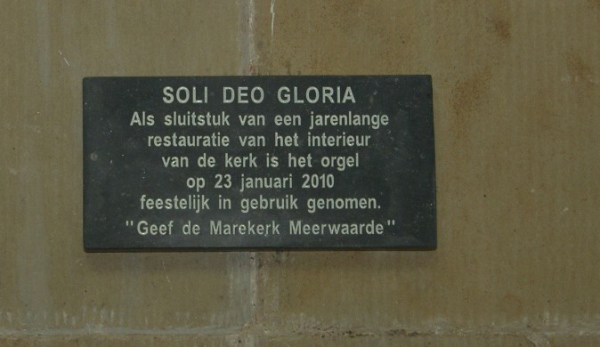 SOLI DEO GLORIA
Als sluitstuk van een jarenlange
restauratie van het interieur
van de kerk is het orgel
op 23 januari 2010
feestelijk in gebruik genomen.
"Geef de Marekerk Meerwaarde"